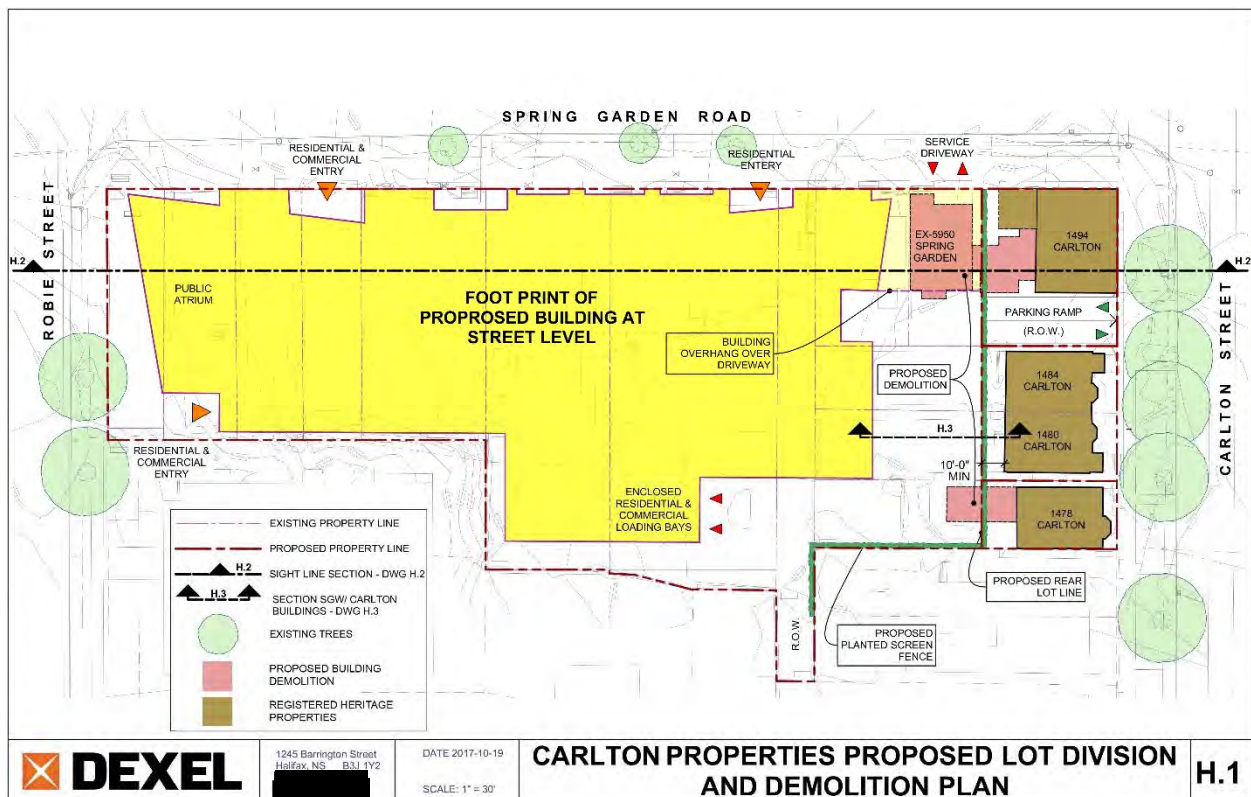 SPRING GARDEN ROAD
ROBIE STREET
CARLTON STREET
RESIDENTIAL &
COMMERCIAL
ENTRY
RESIDENTIAL
ENTERY
SERVICE
DRIVEWAY
H.2
H.2
PUBLIC
ATRIUM
FOOT PRINT OF
PROPROSED BUILDING AT
STREET LEVEL
EX-5950
SPRING
GARDEN
1494
CARLTON
PARKING RAMP
(R.O.W.)
BUILDING
OVERHANG OVER
DRIVEWAY
PROPOSED
DEMOLITION
1484
CARLTON
1480
CARLTON
H.3
10'-0"
MIN
1478
CARLTON
RESIDENTIAL &
COMMERCIAL
ENTRY
ENCLOSED
RESIDENTIAL &
COMMERCIAL
LOADING BAYS
PROPOSED REAR
LOT LINE
PROPOSED
PLANTED SCREEN
FENCE
R.O.W.
EXISTING PROPERTY LINE
PROPOSED PROPERTY LINE
H.2
SIGHT LINE SECTION - DWG H.2
H.3
SECTION SGW/ CARLTON
BUILDINGS - DWG H.3
EXISTING TREES
PROPOSED BUILDING
DEMOLITION
REGISTERED HERITAGE
PROPERTIES
DEXEL
1245 Barrington Street
Halifax, NS B3J 1Y2
DATE 2017-10-19
SCALE: 1" = 30'
CARLTON PROPERTIES PROPOSED LOT DIVISION
AND DEMOLITION PLAN
H.1